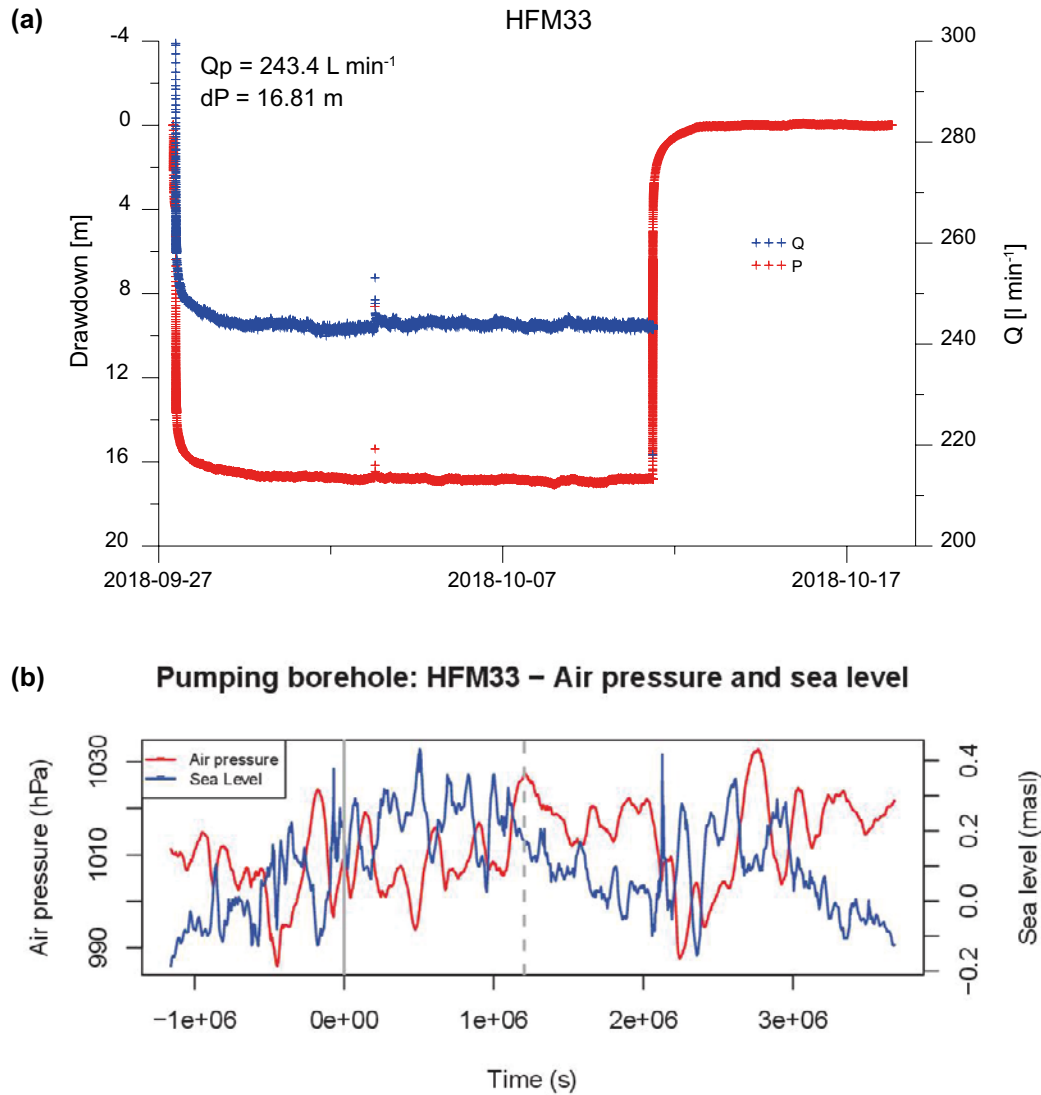 (a)
HFM33
Qp = 243.4 L min⁻¹
dP = 16.81 m
-4
0
4
8
12
16
20
Drawdown [m]
300
280
260
240
220
200
Q [l min⁻¹]
Q
P
2018-09-27
2018-10-07
2018-10-17
(b)
Pumping borehole: HFM33 – Air pressure and sea level
Air pressure
Sea Level
1030
1010
990
Air pressure (hPa)
0.4
0.2
0.0
−0.2
Sea level (masl)
−1e+06
0e+00
1e+06
2e+06
3e+06
Time (s)